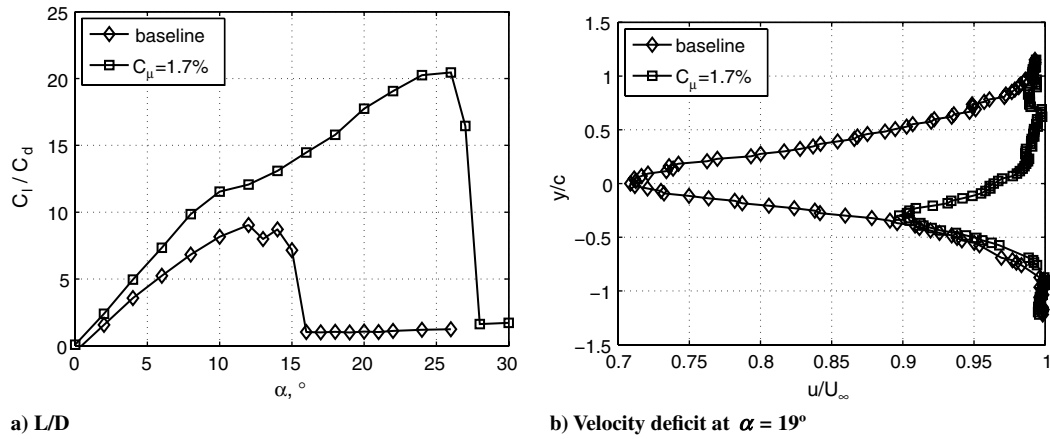 25
20
15
10
5
0
C_l / C_d
baseline
C_μ=1.7%
0
5
10
15
20
25
30
α, °
a) L/D
1.5
1
0.5
0
−0.5
−1
−1.5
y/c
baseline
C_μ=1.7%
0.7
0.75
0.8
0.85
0.9
0.95
1
u/U_∞
b) Velocity deficit at α = 19º